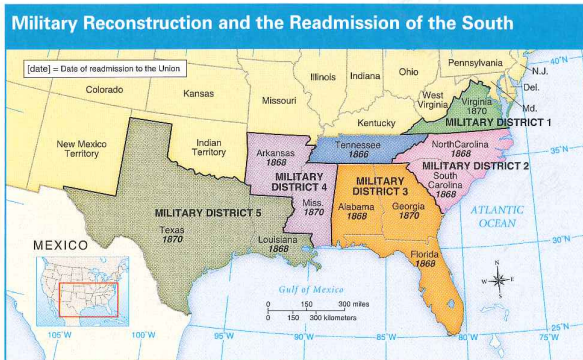 Military Reconstruction and the Readmission of the South
[date] = Date of readmission to the Union
40°N
Pennsylvania
N.J.
Ohio
Illinois
Indiana
Colorado
Kansas
Missouri
West
Virginia
Del.
Md.
Virginia
1870
Kentucky
MILITARY DISTRICT 1
New Mexico
Territory
Indian
Territory
Arkansas
1868
Tennessee
1866
NorthCarolina
1868
35°N
MILITARY DISTRICT 2
South
Carolina
1868
MILITARY
DISTRICT 4
MILITARY
DISTRICT 3
Miss.
1870
Alabama
1868
Georgia
1870
MILITARY DISTRICT 5
Texas
1870
ATLANTIC
OCEAN
Louisiana
1868
30°N
MEXICO
Florida
1868
N
W
E
S
Gulf of Mexico
0 150 300 miles
0 150 300 kilometers
25°N
105°W
100°W
95°W
90°W
85°W
80°W
75°W